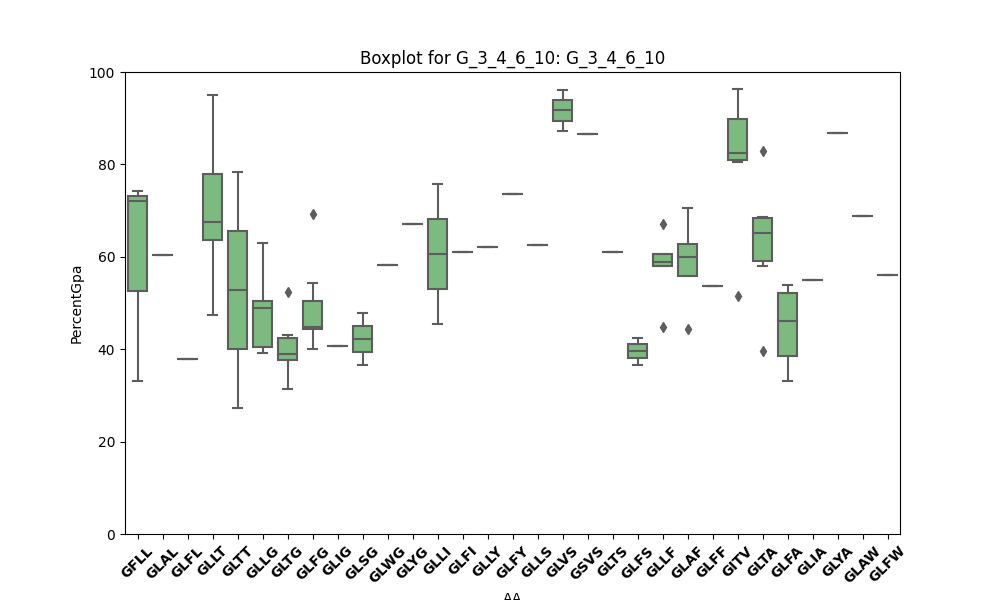 Boxplot for G_3_4_6_10: G_3_4_6_10
100
80
60
40
20
0
PercentGpa
GFLL GLAL GLFL GLLT GLTT GLLG GLTG GLFG GLIG GLSG GLWG GLYG GLLI GLFI GLLY GLFY GLLS GLVS GSVS GLTS GLFS GLLF GLAF GLFF GITV GLTA GLFA GLIA GLYA GLAW GLFW
AA